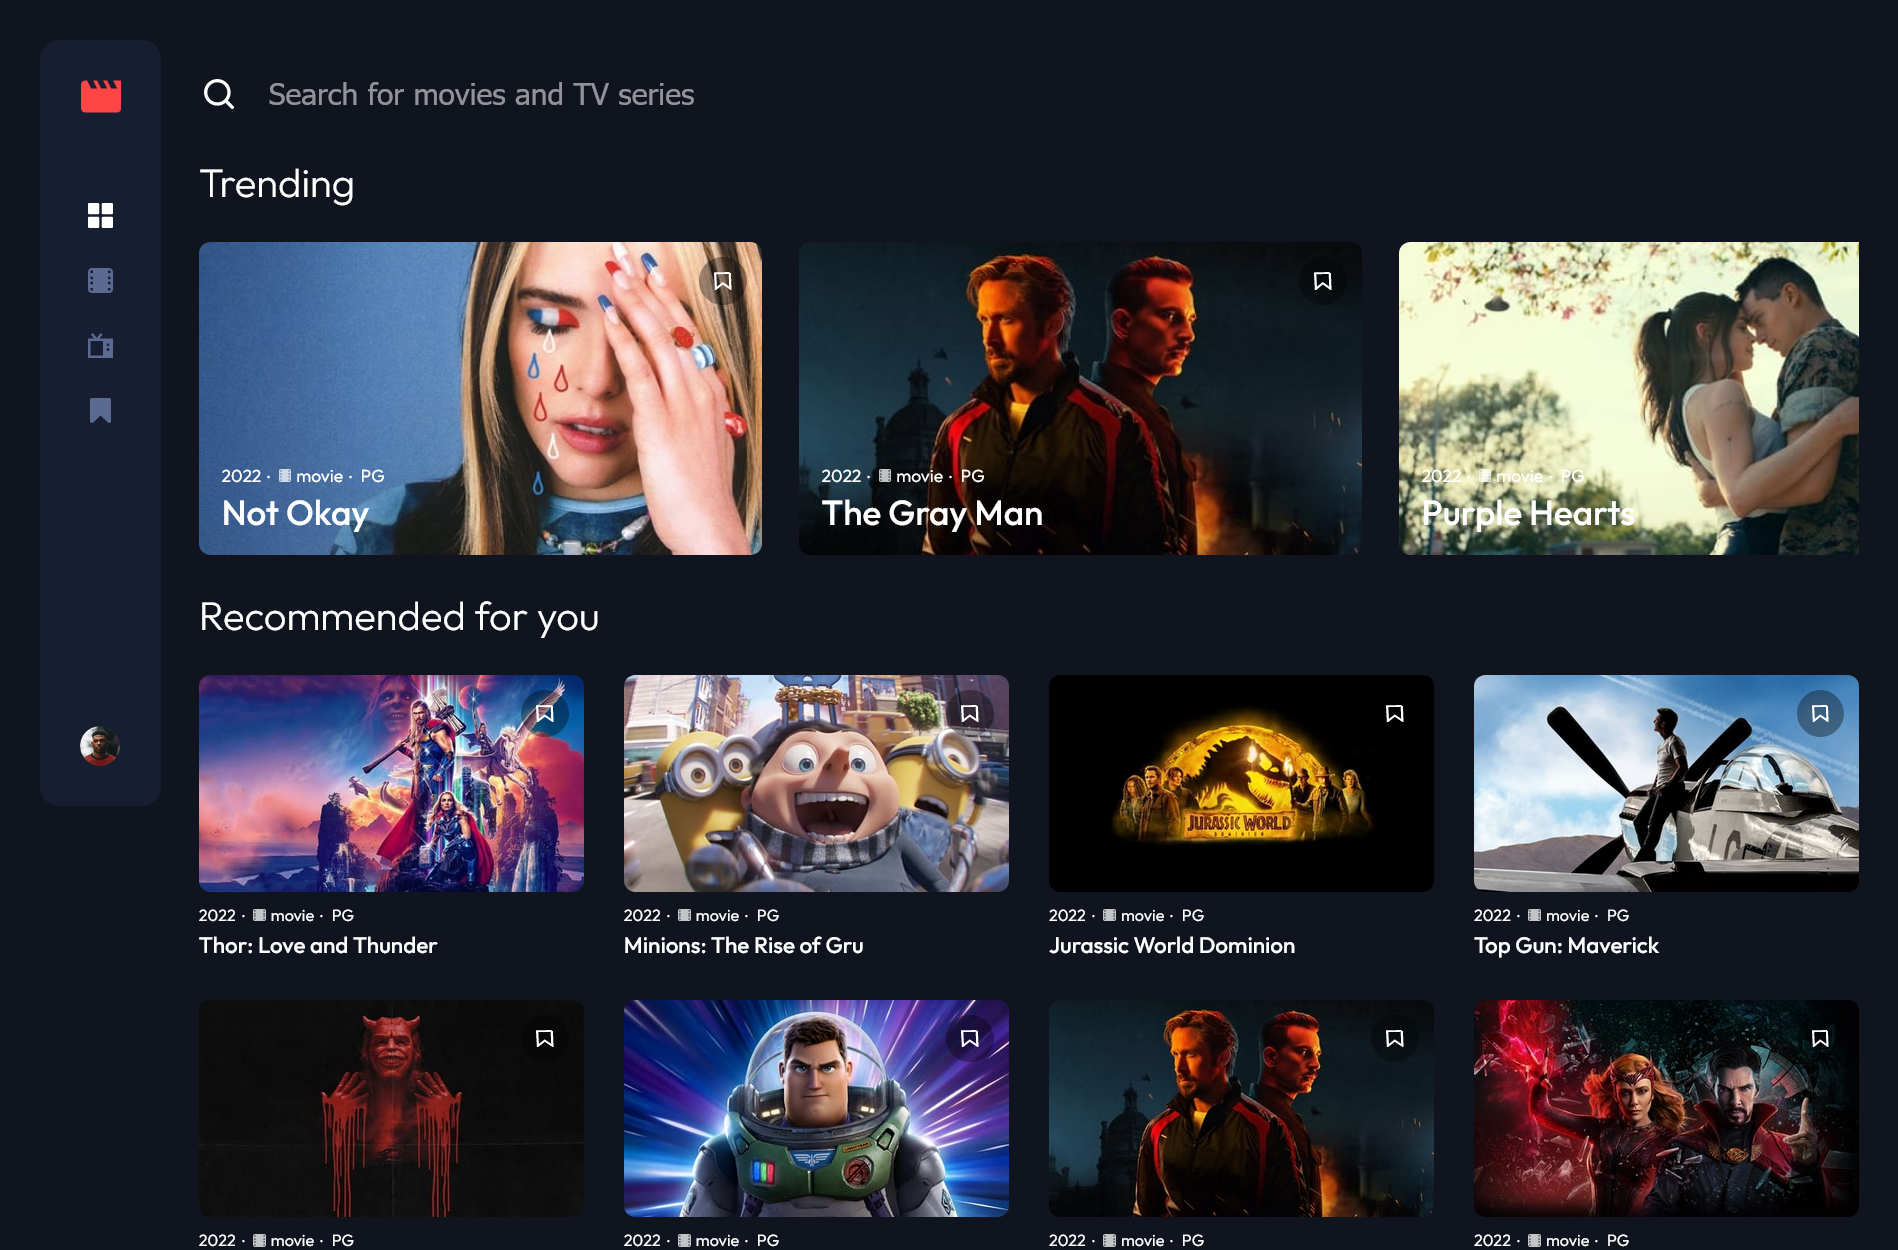 Search for movies and TV series
Trending
2022 · movie · PG
Not Okay
2022 · movie · PG
The Gray Man
2022 · movie · PG
Purple Hearts
Recommended for you
JURASSIC WORLD
DOMINION
2022 · movie · PG
Thor: Love and Thunder
2022 · movie · PG
Minions: The Rise of Gru
2022 · movie · PG
Jurassic World Dominion
2022 · movie · PG
Top Gun: Maverick
2022 · movie · PG
2022 · movie · PG
2022 · movie · PG
2022 · movie · PG